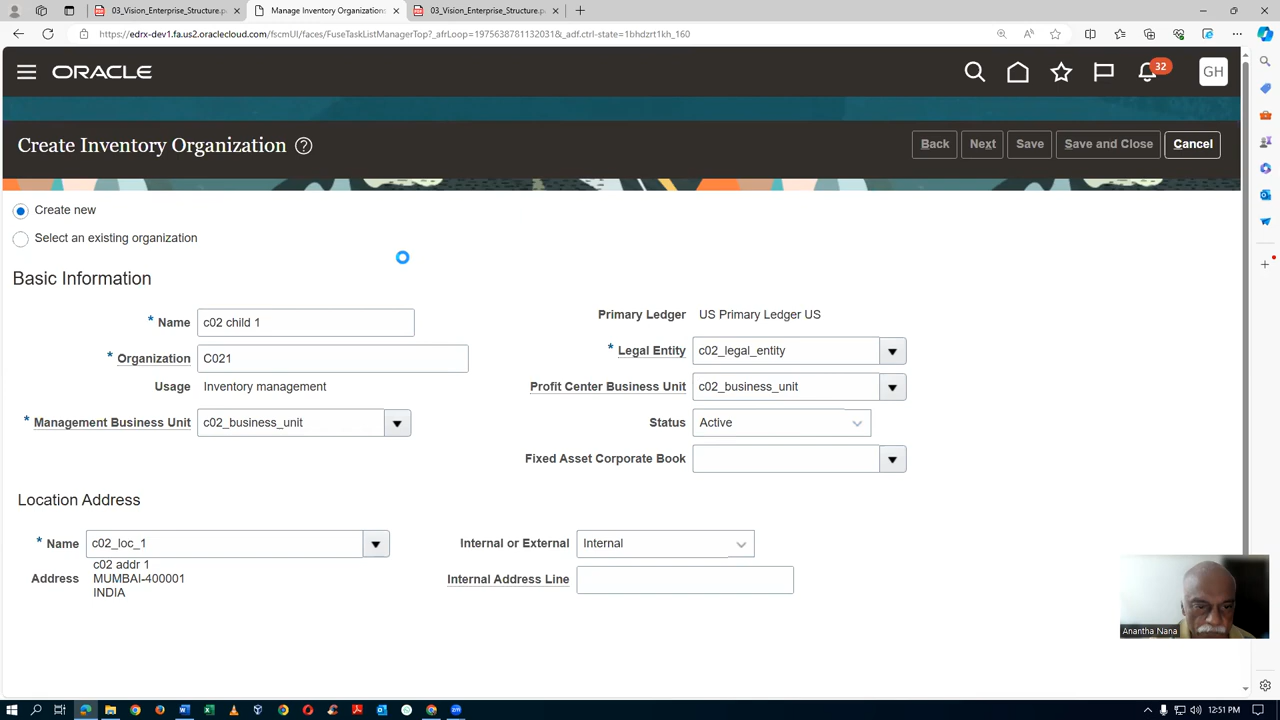 03_Vision_Enterprise_Structure.p
Manage Inventory Organizations
03_Vision_Enterprise_Structure.p
https://edrx-dev1.fa.us2.oraclecloud.com/fscmUI/faces/FuseTaskListManagerTop?_afrLoop=1975638781132031&_adf.ctrl-state=1bhdzrt1kh_160
ORACLE
32
GH
Create Inventory Organization
Back
Next
Save
Save and Close
Cancel
Create new
Select an existing organization
Basic Information
* Name c02 child 1
* Organization C021
Usage Inventory management
* Management Business Unit c02_business_unit
Primary Ledger US Primary Ledger US
* Legal Entity c02_legal_entity
Profit Center Business Unit c02_business_unit
Status Active
Fixed Asset Corporate Book
Location Address
* Name c02_loc_1
Address c02 addr 1
MUMBAI-400001
INDIA
Internal or External Internal
Internal Address Line
Anantha_Nana
12:51 PM